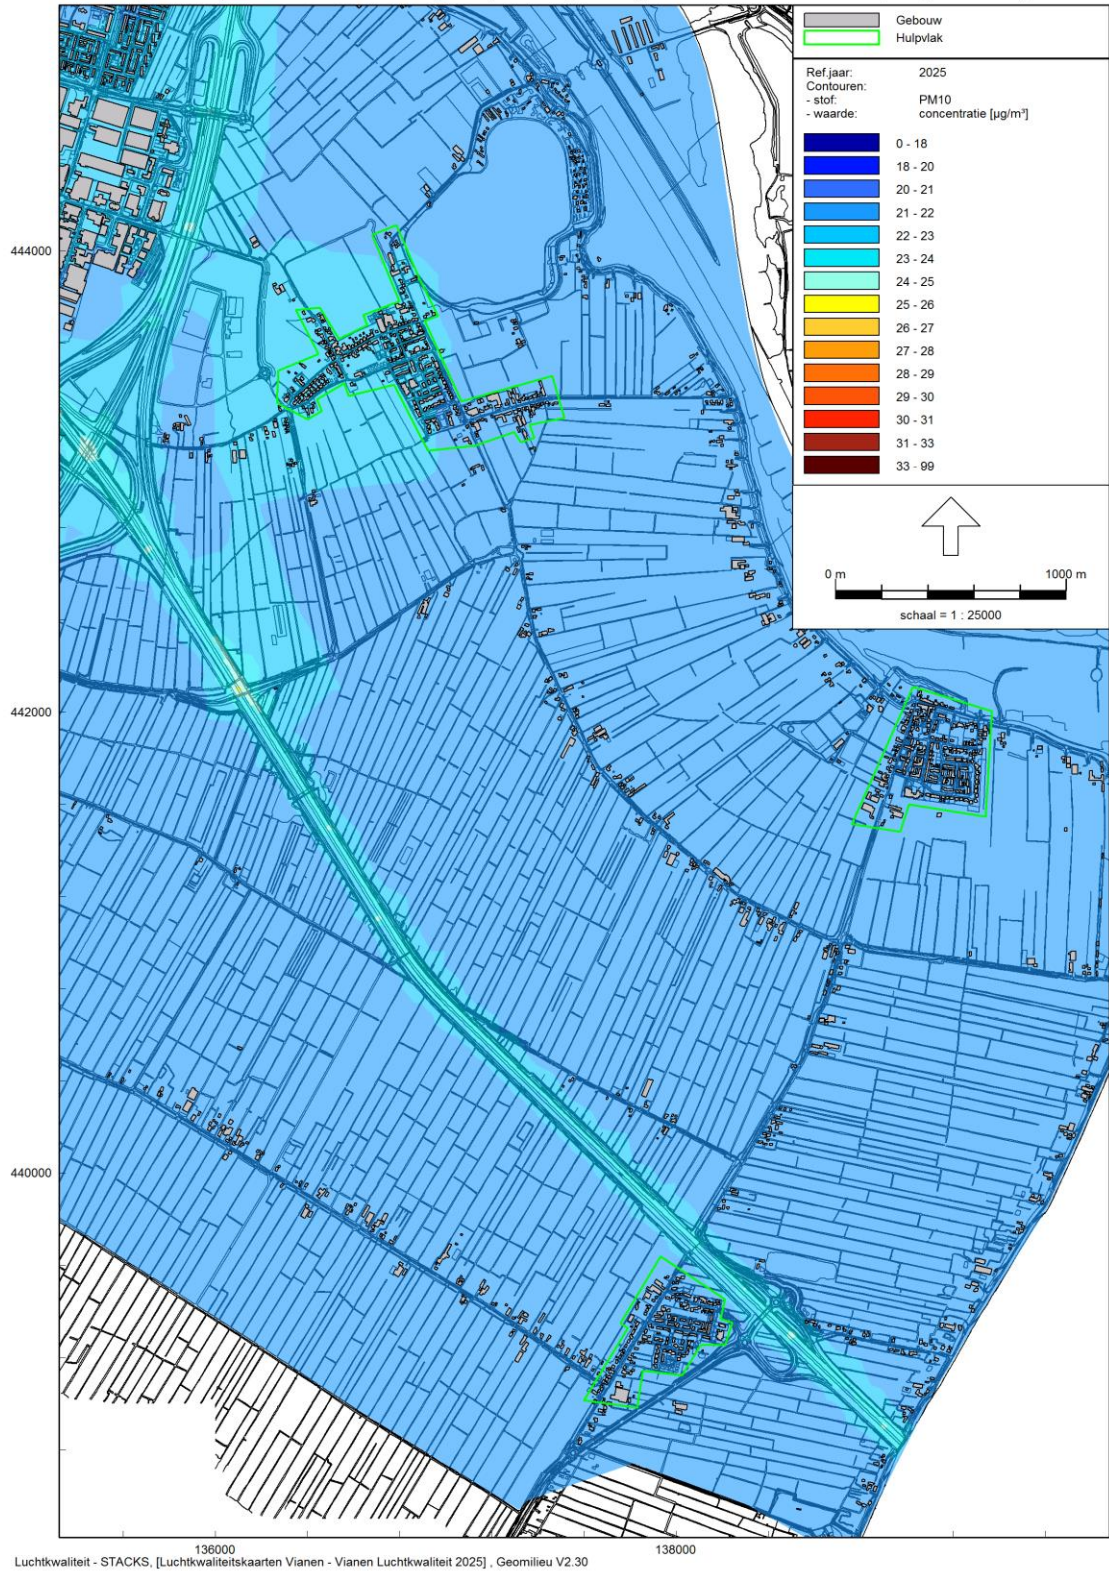 Gebouw
Hulpvlak
Ref.jaar: 2025
Contouren:
- stof: PM10
- waarde: concentratie [µg/m³]
0 - 18
18 - 20
20 - 21
21 - 22
22 - 23
23 - 24
24 - 25
25 - 26
26 - 27
27 - 28
28 - 29
29 - 30
30 - 31
31 - 33
33 - 99
0 m 1000 m
schaal = 1 : 25000
444000
442000
440000
136000 138000
Luchtkwaliteit - STACKS, [Luchtkwaliteitskaarten Vianen - Vianen Luchtkwaliteit 2025] , Geomilieu V2.30